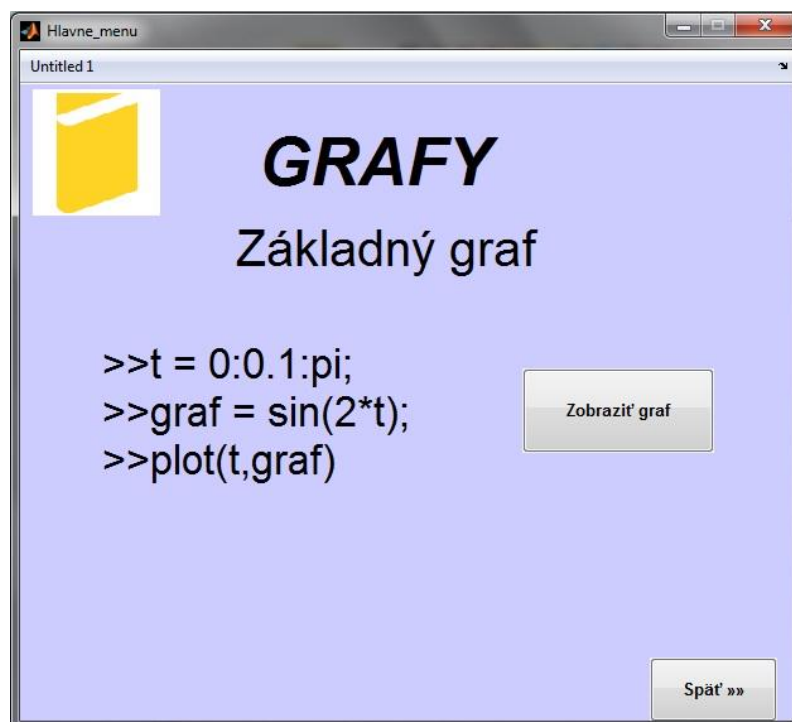 Hlavne_menu
Untitled 1
GRAFY
Základný graf
>>t = 0:0.1:pi;
>>graf = sin(2*t);
>>plot(t,graf)
Zobraziť graf
Späť »»